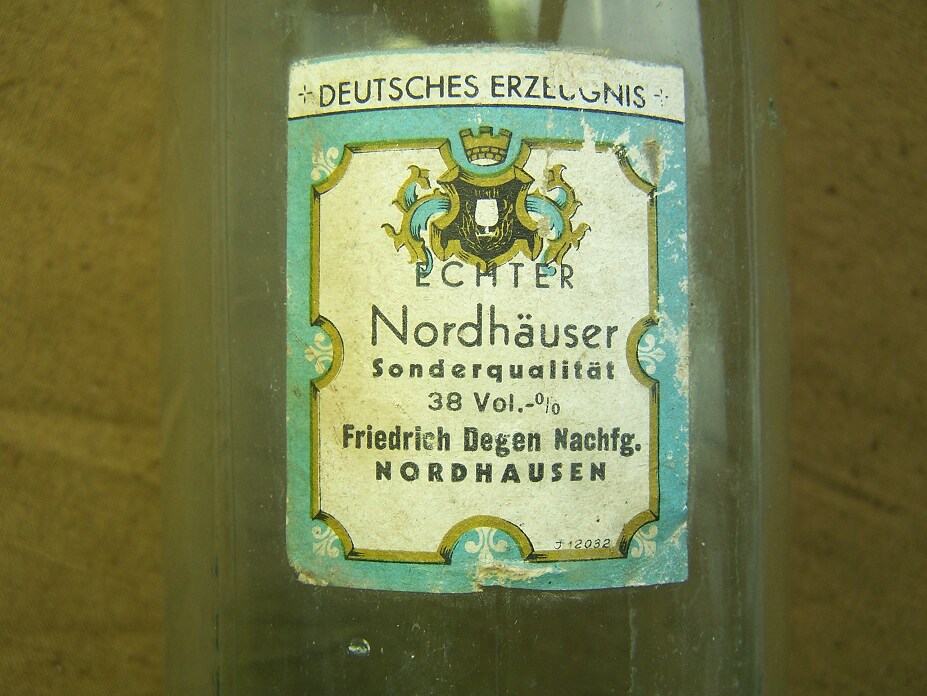 DEUTSCHES ERZEUGNIS
ECHTER
Nordhäuser
Sonderqualität
38 Vol.-%
Friedrich Degen Nachfg.
NORDHAUSEN
J 12032